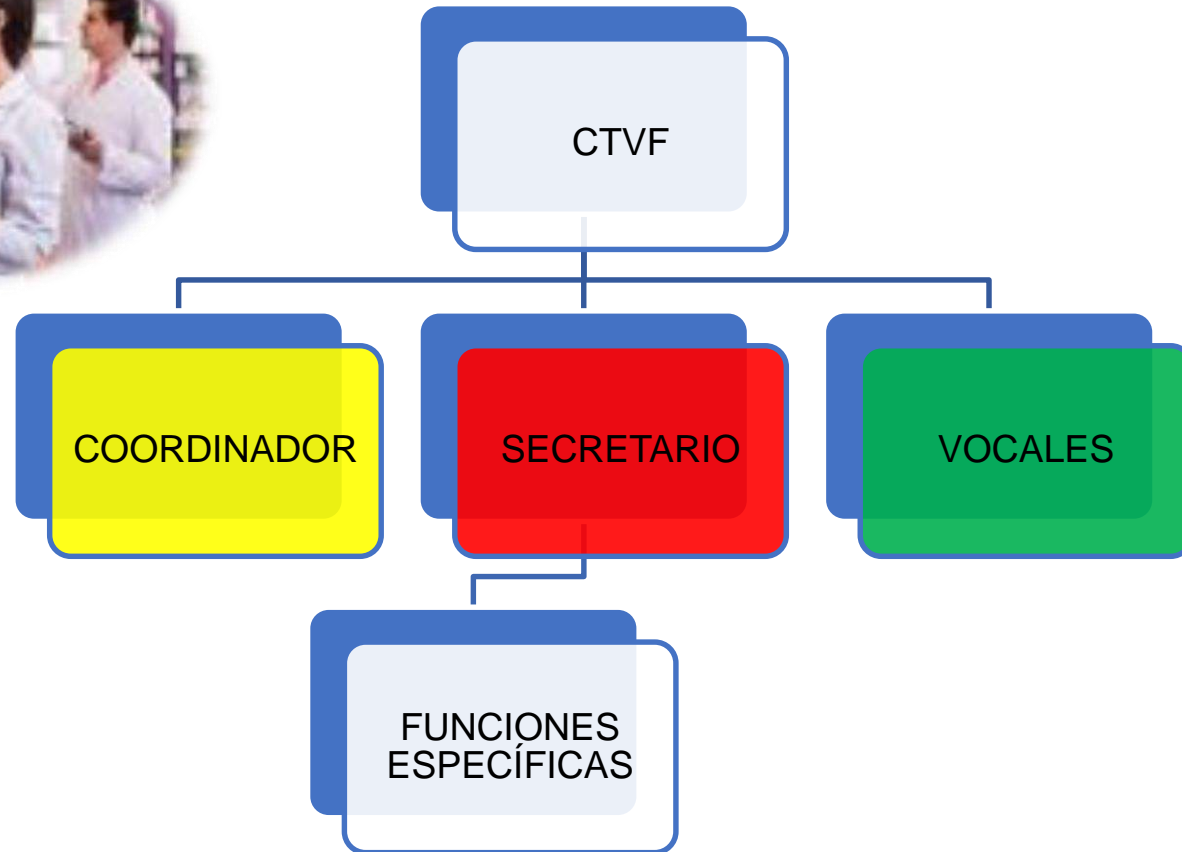 CTVF
COORDINADOR
SECRETARIO
VOCALES
FUNCIONES
ESPECÍFICAS